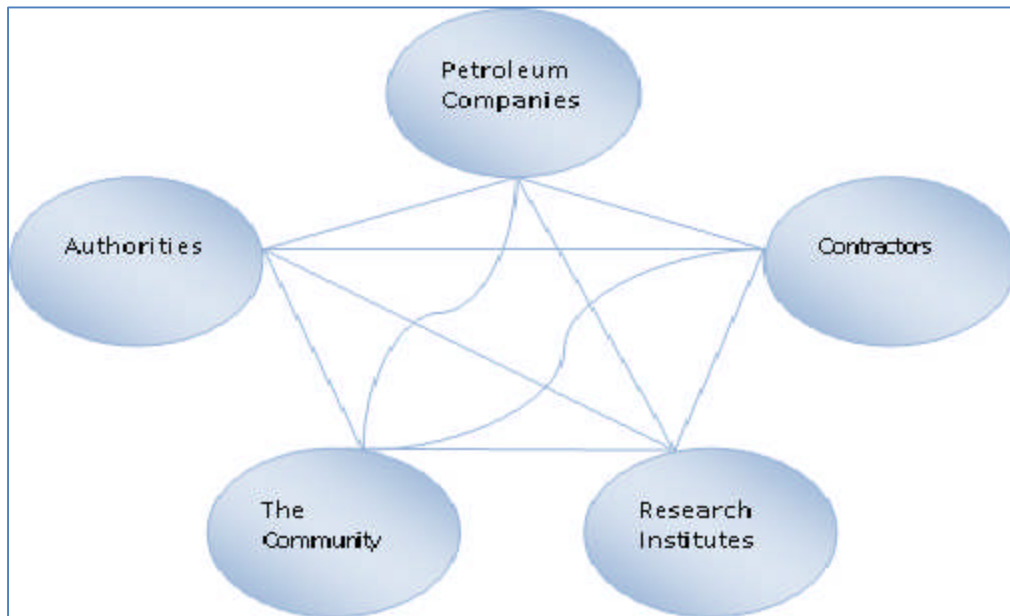 Petroleum
Companies
Authorities
Contractors
The
Community
Research
Institutes